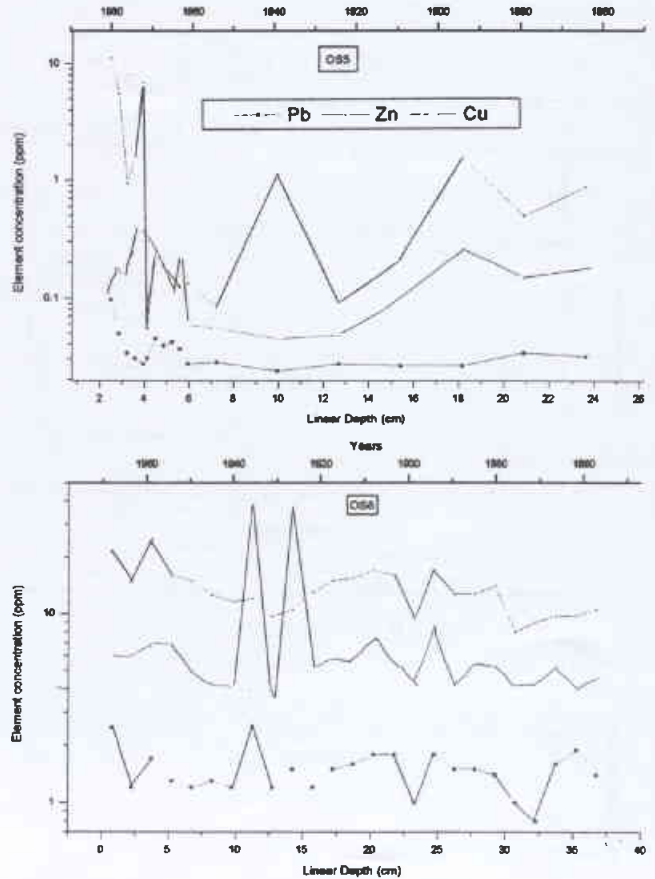 1980 1960 1940 1920 1900 1880 1860
OS5
Pb Zn Cu
Element concentration (ppm)
10
1
0.1
2 4 6 8 10 12 14 16 18 20 22 24 26
Linear Depth (cm)
Years
1960 1940 1920 1900 1880 1860
OS6
Element concentration (ppm)
10
1
0 5 10 15 20 25 30 35 40
Linear Depth (cm)